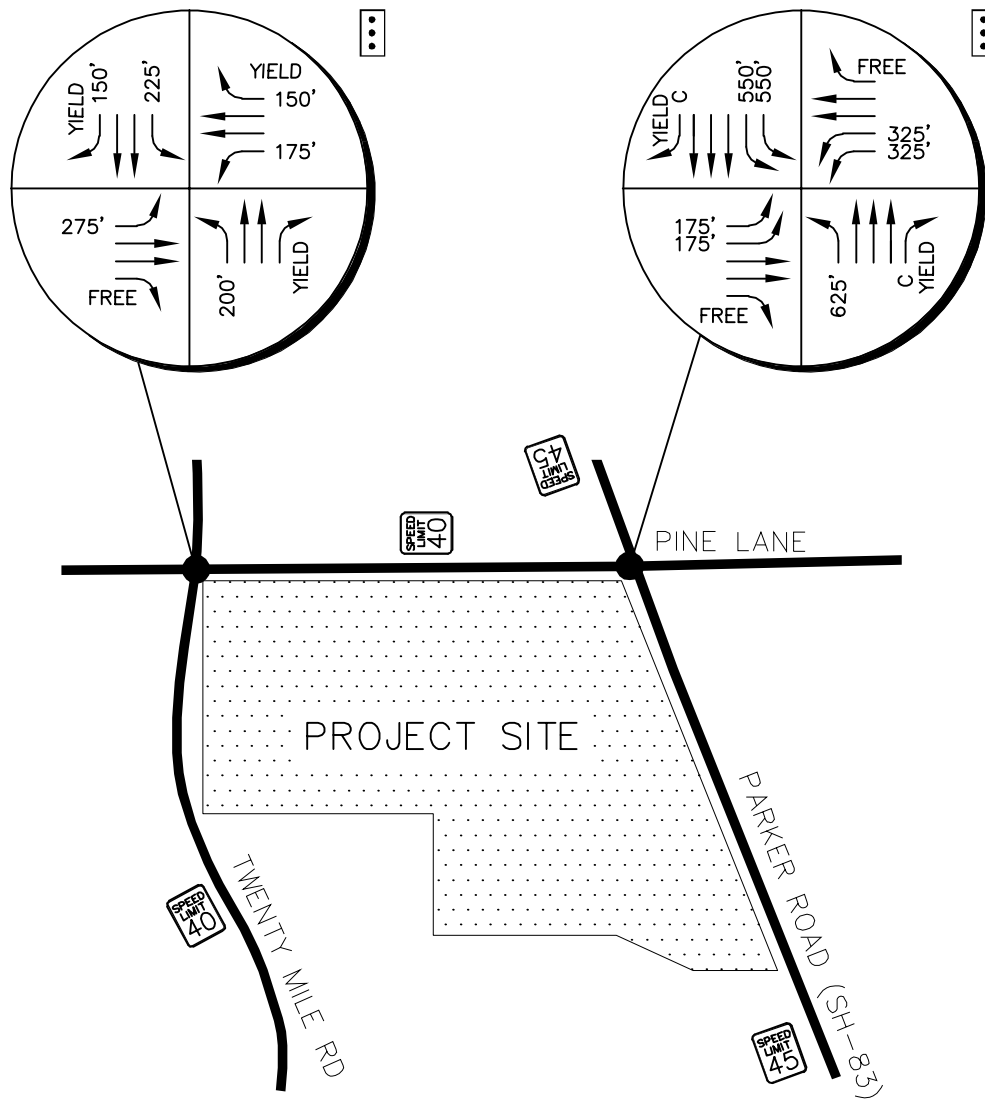 YIELD
150'
225'
YIELD
150'
175'
275'
FREE
200'
YIELD
YIELD
C
550'
550'
FREE
325'
325'
175'
175'
FREE
625'
C
YIELD
SPEED
LIMIT
45
SPEED
LIMIT
40
PINE LANE
PROJECT SITE
SPEED
LIMIT
40
TWENTY MILE RD
PARKER ROAD (SH-83)
SPEED
LIMIT
45